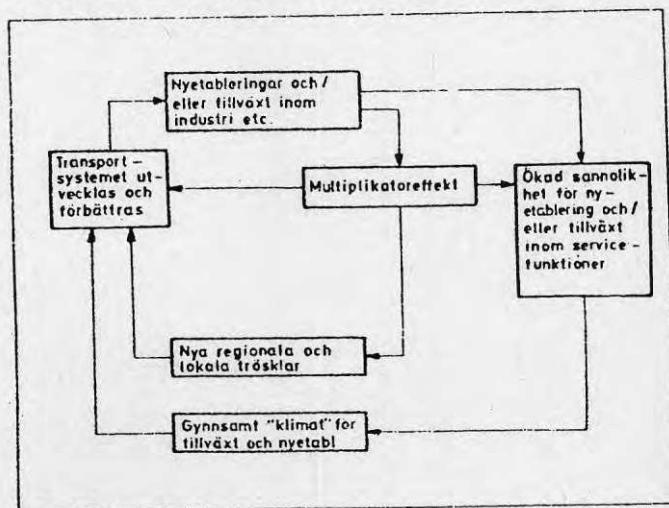 Nyetableringar och/
eller tillväxt inom
industri etc.
Transport-
systemet ut-
vecklas och
förbättras
Multiplikatoreffekt
Ökad sannolik-
het för ny-
etablering och/
eller tillväxt
inom service-
funktioner
Nya regionala och
lokala trösklar
Gynnsamt "klimat" för
tillväxt och nyetabl